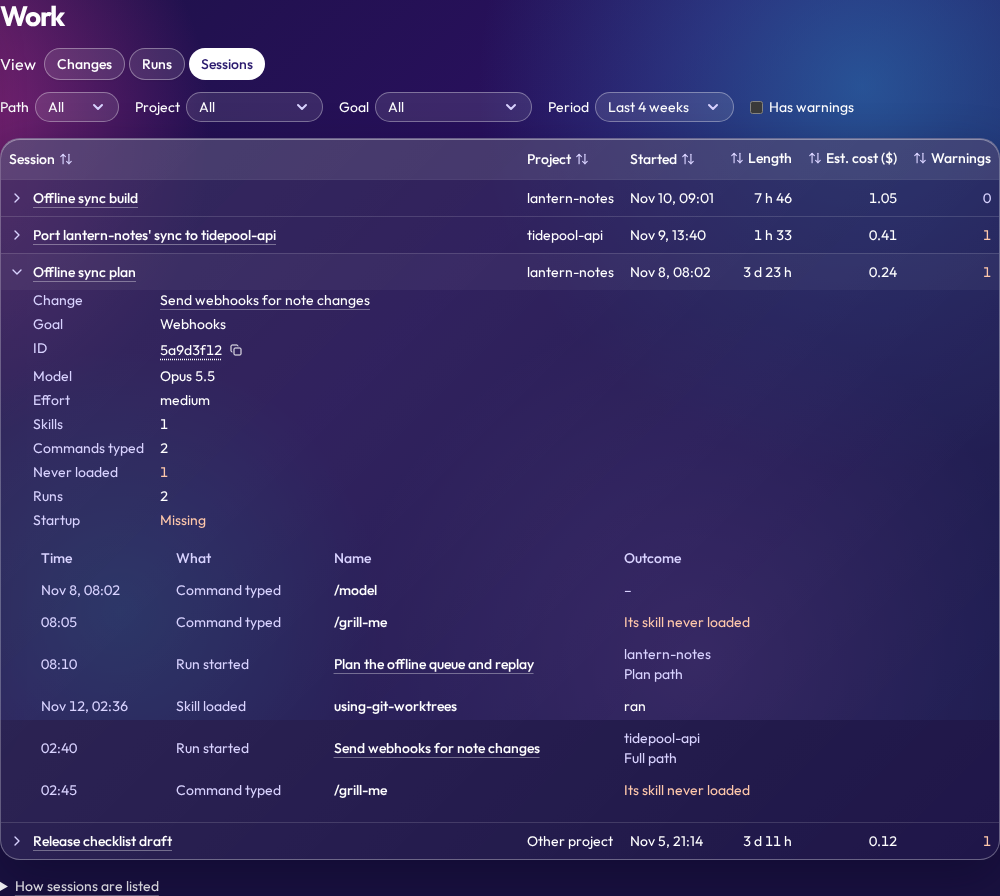 Work
View Changes Runs Sessions
Path All Project All Goal All Period Last 4 weeks Has warnings
Session Project Started Length Est. cost ($) Warnings
Offline sync build lantern-notes Nov 10, 09:01 7 h 46 1.05 0
Port lantern-notes' sync to tidepool-api tidepool-api Nov 9, 13:40 1 h 33 0.41 1
Offline sync plan lantern-notes Nov 8, 08:02 3 d 23 h 0.24 1
Change Send webhooks for note changes
Goal Webhooks
ID 5a9d3f12
Model Opus 5.5
Effort medium
Skills 1
Commands typed 2
Never loaded 1
Runs 2
Startup Missing
Time What Name Outcome
Nov 8, 08:02 Command typed /model –
08:05 Command typed /grill-me Its skill never loaded
08:10 Run started Plan the offline queue and replay lantern-notes
Plan path
Nov 12, 02:36 Skill loaded using-git-worktrees ran
02:40 Run started Send webhooks for note changes tidepool-api
Full path
02:45 Command typed /grill-me Its skill never loaded
Release checklist draft Other project Nov 5, 21:14 3 d 11 h 0.12 1
How sessions are listed